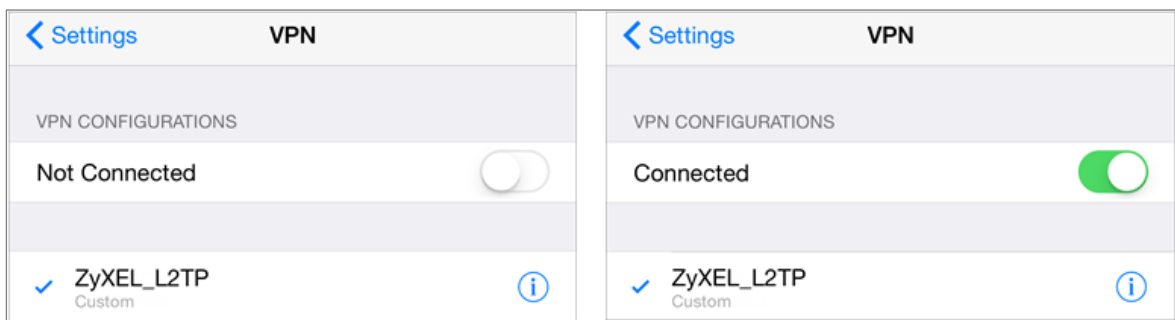 Settings
VPN
VPN CONFIGURATIONS
Not Connected
ZyXEL_L2TP
Custom
Settings
VPN
VPN CONFIGURATIONS
Connected
ZyXEL_L2TP
Custom